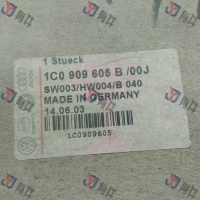 1 Stueck
1C0 909 605 B /00J
SW003/HW004/B 040
MADE IN GERMANY
14.06.03
1C0909605